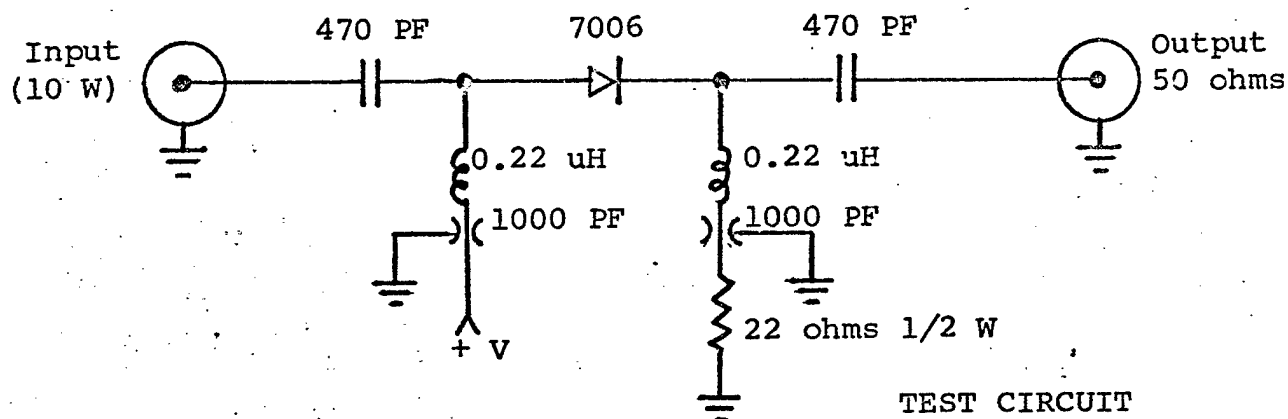 470 PF
7006
470 PF
Input
(10 W)
Output
50 ohms
0.22 uH
0.22 uH
1000 PF
1000 PF
+ V
22 ohms 1/2 W
TEST CIRCUIT